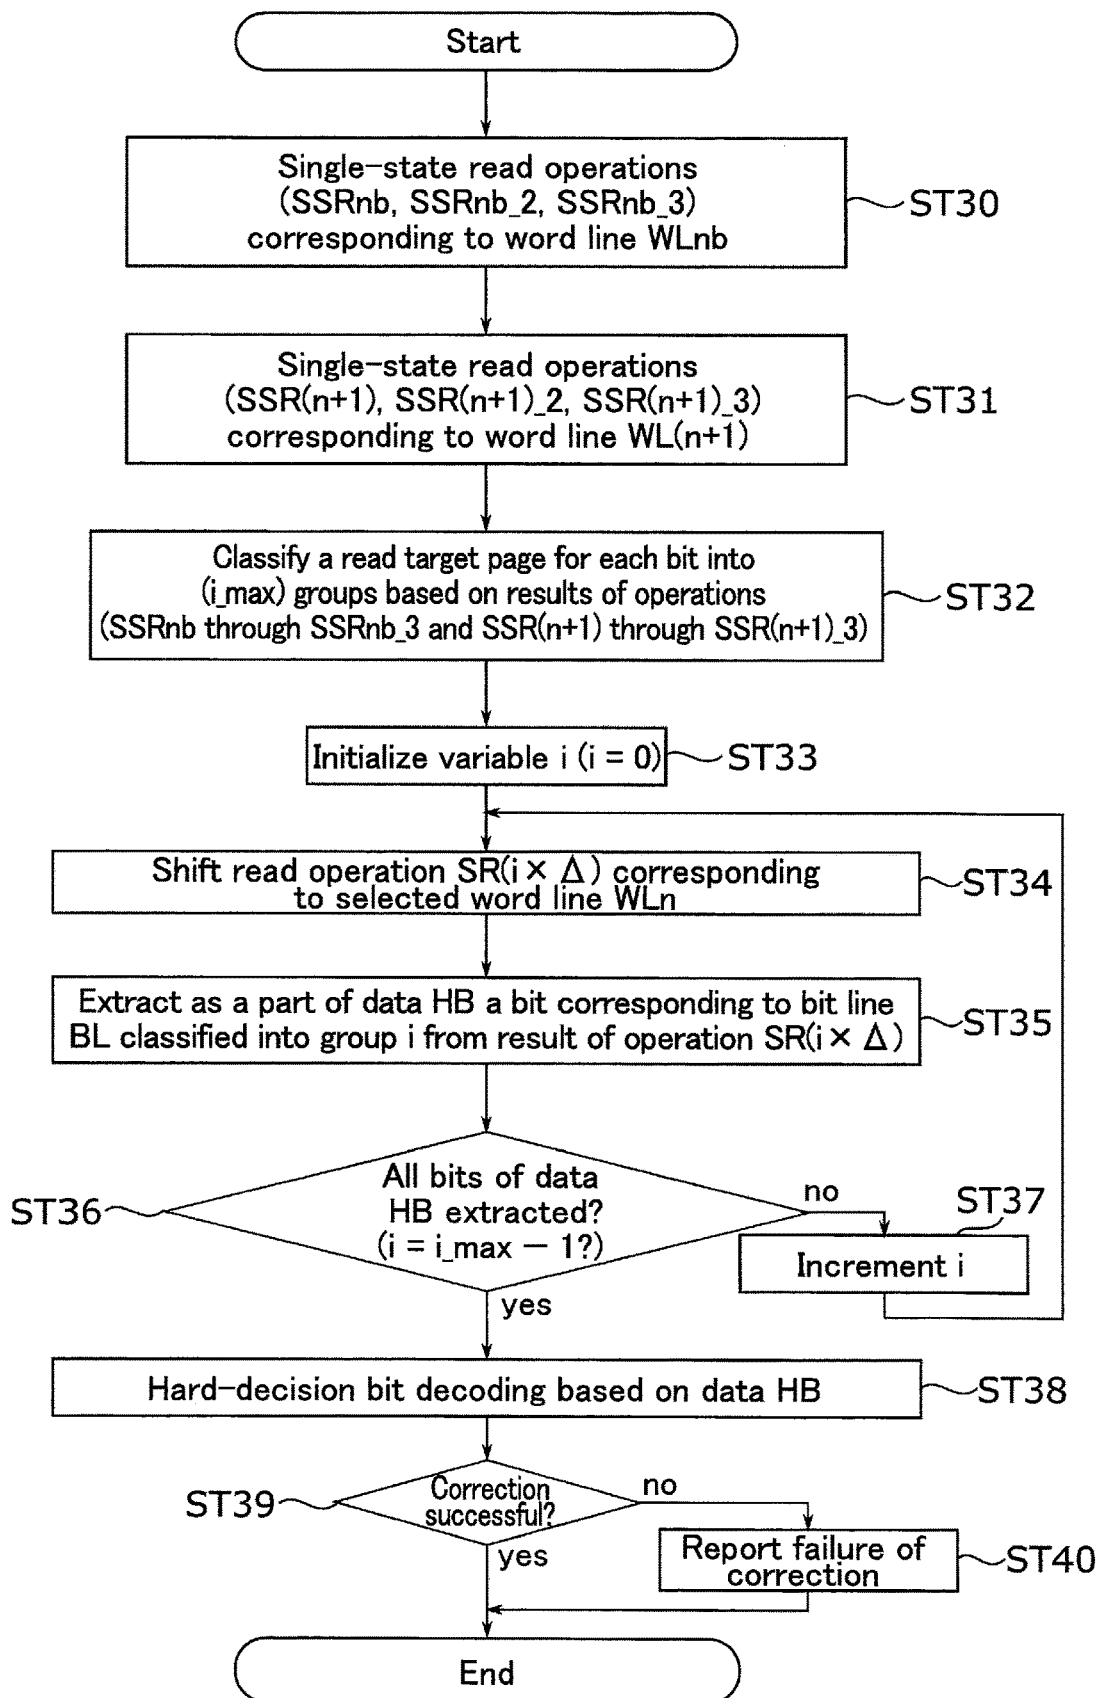 Start
Single-state read operations
(SSRnb, SSRnb_2, SSRnb_3)
corresponding to word line WLnb
ST30
Single-state read operations
(SSR(n+1), SSR(n+1)_2, SSR(n+1)_3)
corresponding to word line WL(n+1)
ST31
Classify a read target page for each bit into
(i_max) groups based on results of operations
(SSRnb through SSRnb_3 and SSR(n+1) through SSR(n+1)_3)
ST32
Initialize variable i (i = 0)
ST33
Shift read operation SR(i × Δ) corresponding
to selected word line WLn
ST34
Extract as a part of data HB a bit corresponding to bit line
BL classified into group i from result of operation SR(i × Δ)
ST35
All bits of data
HB extracted?
(i = i_max − 1?)
ST36
no
ST37
Increment i
yes
Hard-decision bit decoding based on data HB
ST38
Correction
successful?
ST39
no
yes
Report failure of
correction
ST40
End